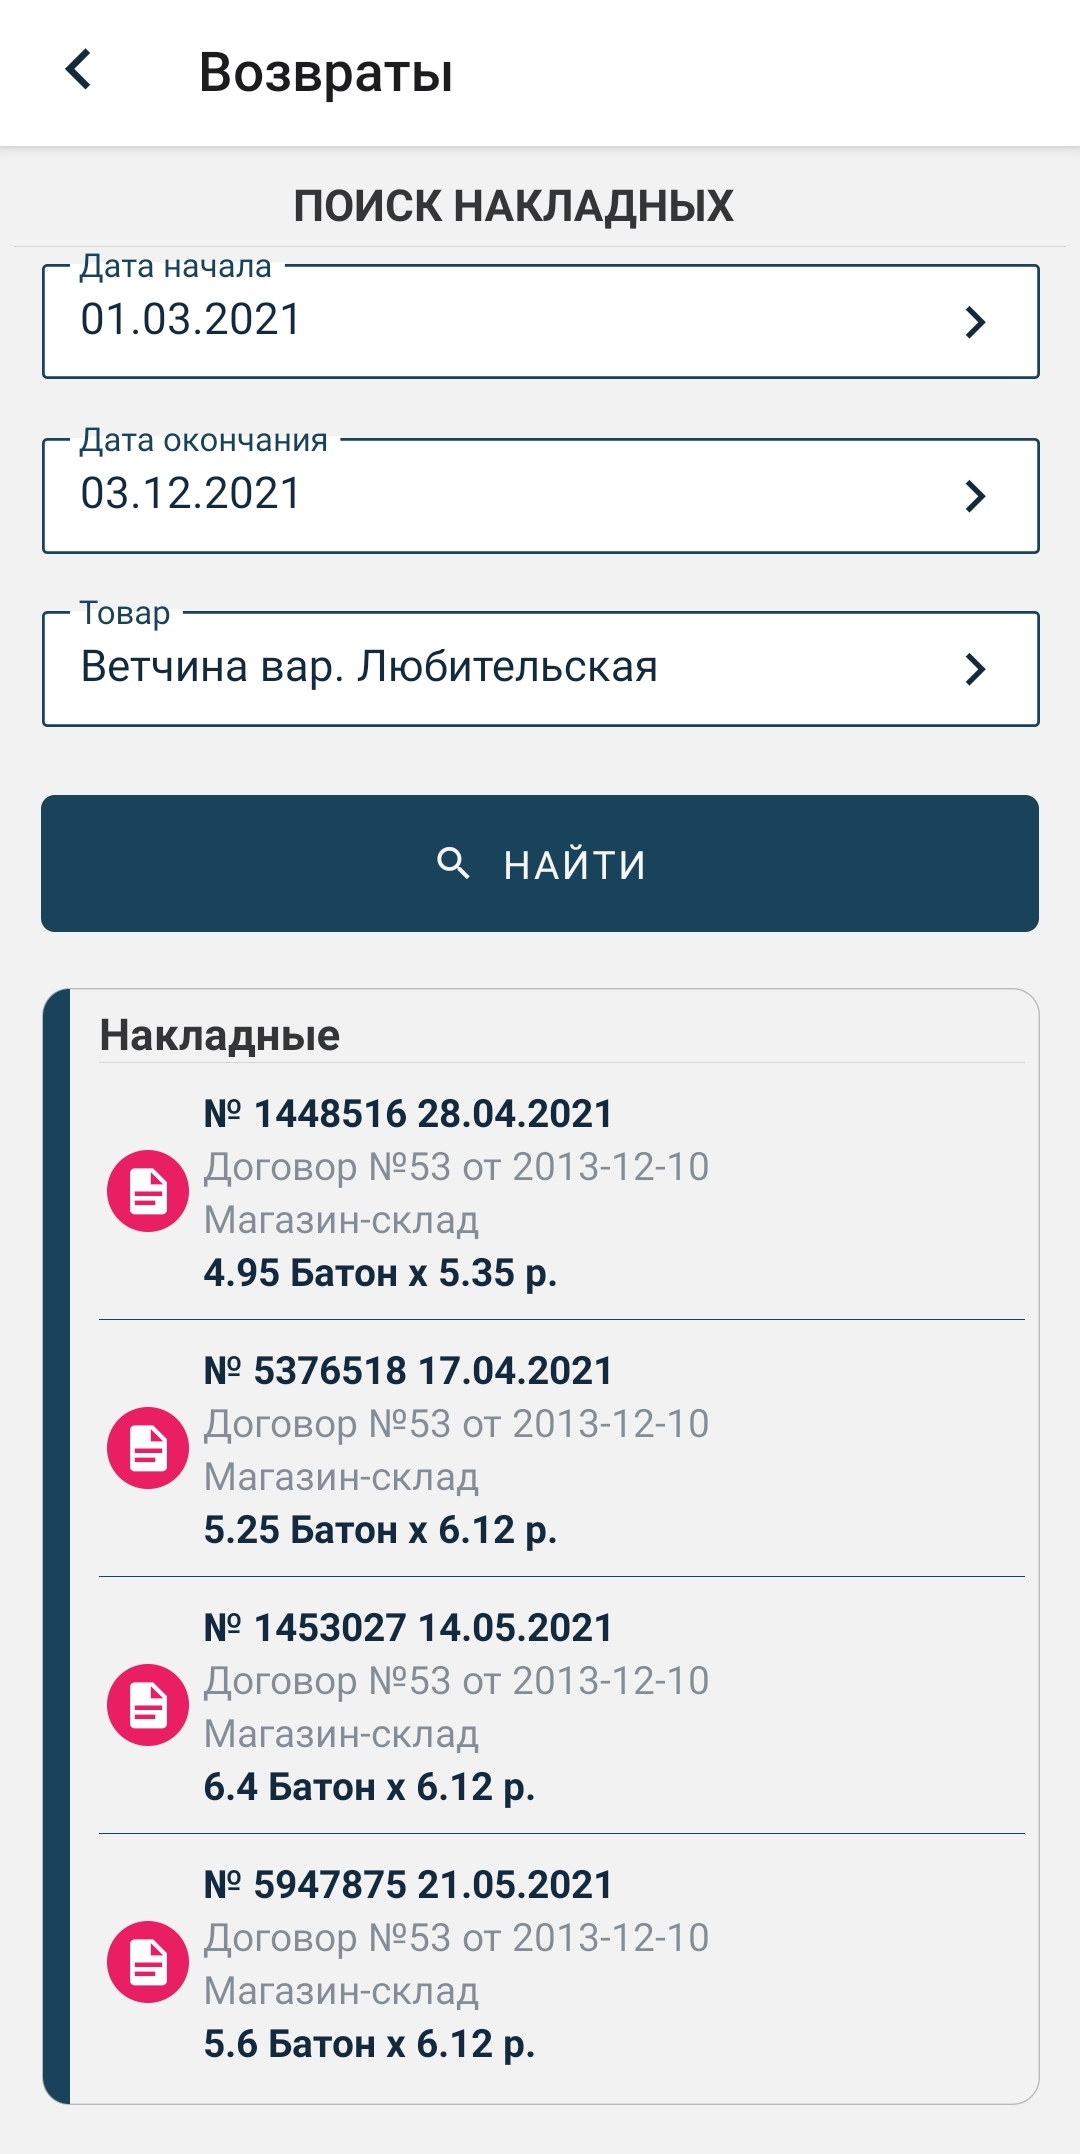 Возвраты
ПОИСК НАКЛАДНЫХ
Дата начала
01.03.2021
Дата окончания
03.12.2021
Товар
Ветчина вар. Любительская
НАЙТИ
Накладные
№ 1448516 28.04.2021
Договор №53 от 2013-12-10
Магазин-склад
4.95 Батон x 5.35 р.
№ 5376518 17.04.2021
Договор №53 от 2013-12-10
Магазин-склад
5.25 Батон x 6.12 р.
№ 1453027 14.05.2021
Договор №53 от 2013-12-10
Магазин-склад
6.4 Батон x 6.12 р.
№ 5947875 21.05.2021
Договор №53 от 2013-12-10
Магазин-склад
5.6 Батон x 6.12 р.